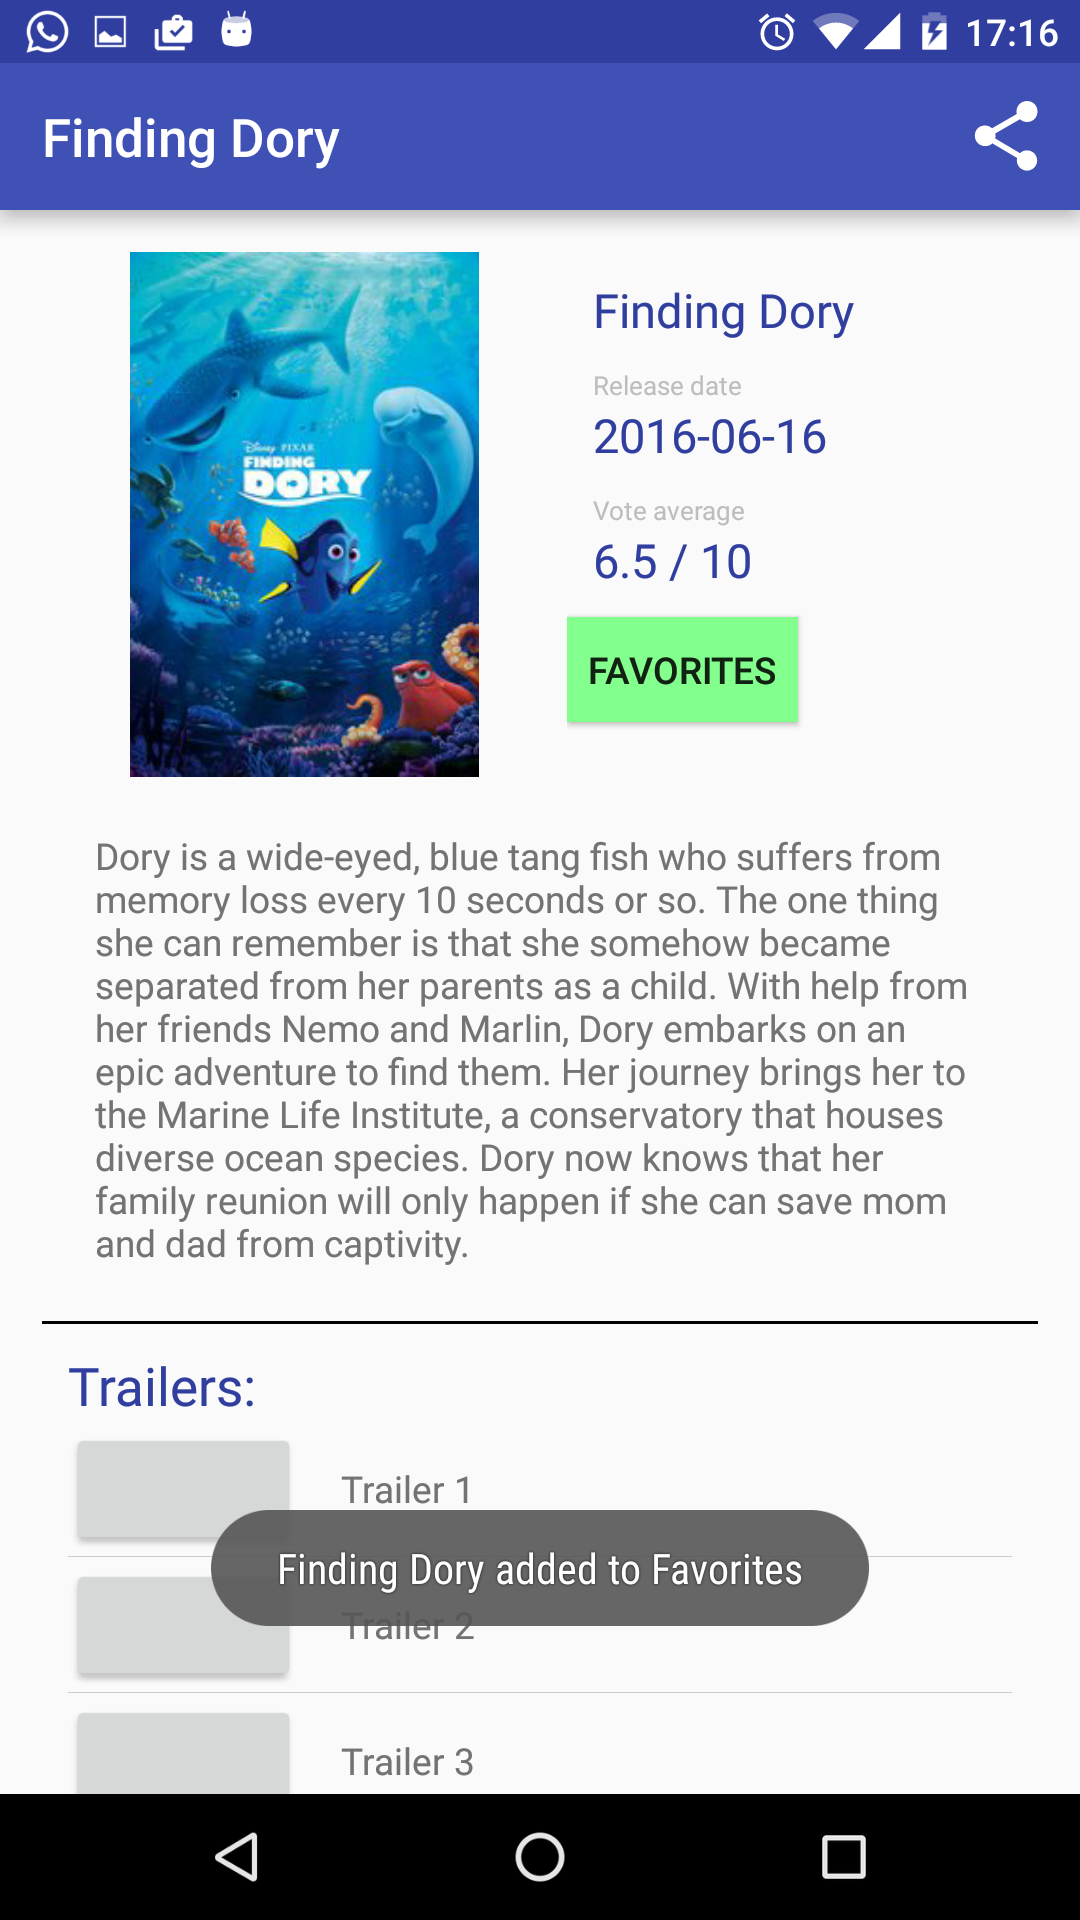 17:16
Finding Dory
Disney PIXAR
FINDING
DORY
Finding Dory
Release date
2016-06-16
Vote average
6.5 / 10
FAVORITES
Dory is a wide-eyed, blue tang fish who suffers from
memory loss every 10 seconds or so. The one thing
she can remember is that she somehow became
separated from her parents as a child. With help from
her friends Nemo and Marlin, Dory embarks on an
epic adventure to find them. Her journey brings her to
the Marine Life Institute, a conservatory that houses
diverse ocean species. Dory now knows that her
family reunion will only happen if she can save mom
and dad from captivity.
Trailers:
Trailer 1
Finding Dory added to Favorites
Trailer 2
Trailer 3